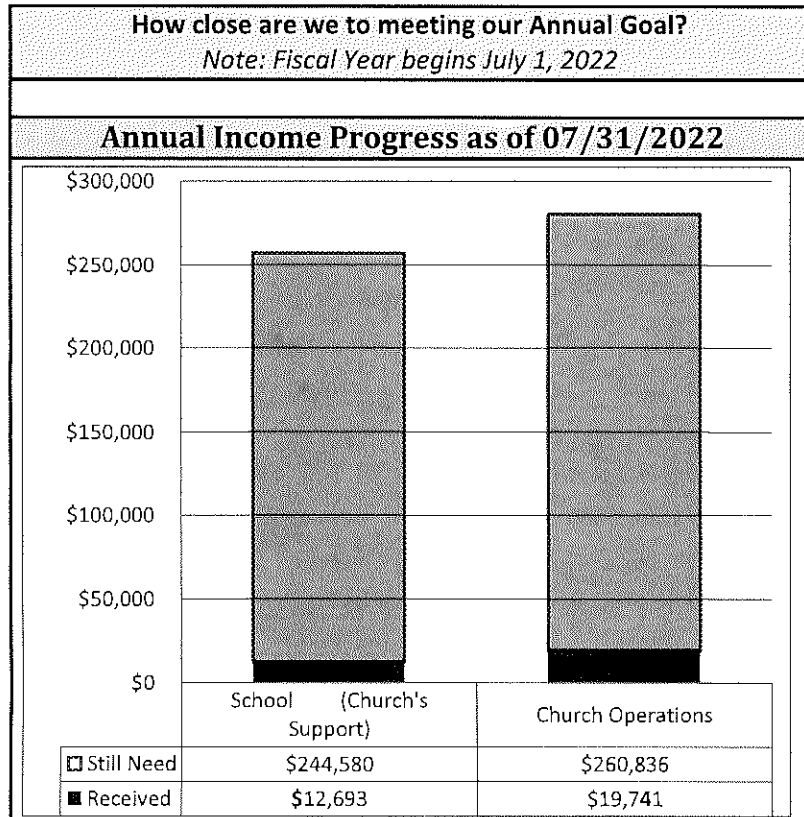 How close are we to meeting our Annual Goal?
Note: Fiscal Year begins July 1, 2022
Annual Income Progress as of 07/31/2022
$300,000
$250,000
$200,000
$150,000
$100,000
$50,000
$0
School (Church's
Support)
Church Operations
Still Need $244,580 $260,836
Received $12,693 $19,741